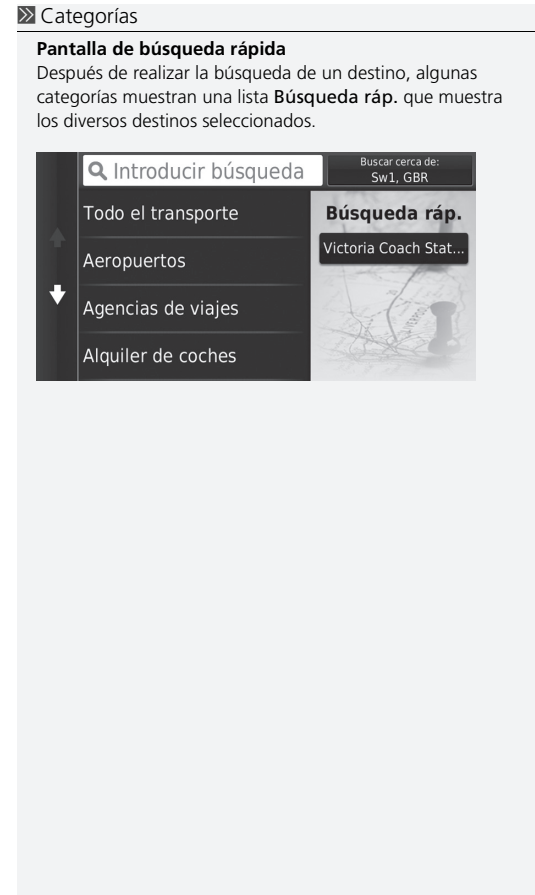 Categorías
Pantalla de búsqueda rápida
Después de realizar la búsqueda de un destino, algunas
categorías muestran una lista Búsqueda ráp. que muestra
los diversos destinos seleccionados.
Introducir búsqueda
Buscar cerca de:
Sw1, GBR
Todo el transporte
Búsqueda ráp.
Victoria Coach Stat...
Aeropuertos
Agencias de viajes
Alquiler de coches